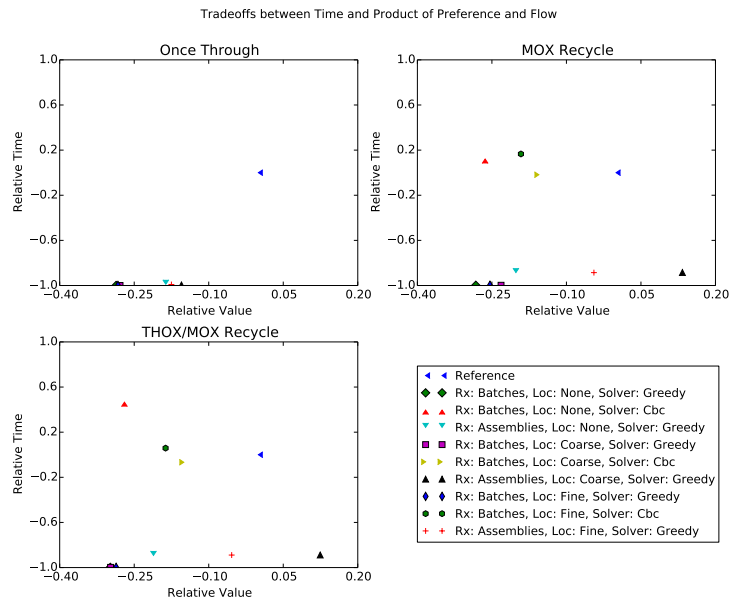 Tradeoffs between Time and Product of Preference and Flow
Once Through
1.0
0.6
0.2
−0.2
−0.6
−1.0
Relative Time
−0.40 −0.25 −0.10 0.05 0.20
Relative Value
MOX Recycle
1.0
0.6
0.2
−0.2
−0.6
−1.0
Relative Time
−0.40 −0.25 −0.10 0.05 0.20
Relative Value
THOX/MOX Recycle
1.0
0.6
0.2
−0.2
−0.6
−1.0
Relative Time
−0.40 −0.25 −0.10 0.05 0.20
Relative Value
Reference
Rx: Batches, Loc: None, Solver: Greedy
Rx: Batches, Loc: None, Solver: Cbc
Rx: Assemblies, Loc: None, Solver: Greedy
Rx: Batches, Loc: Coarse, Solver: Greedy
Rx: Batches, Loc: Coarse, Solver: Cbc
Rx: Assemblies, Loc: Coarse, Solver: Greedy
Rx: Batches, Loc: Fine, Solver: Greedy
Rx: Batches, Loc: Fine, Solver: Cbc
Rx: Assemblies, Loc: Fine, Solver: Greedy